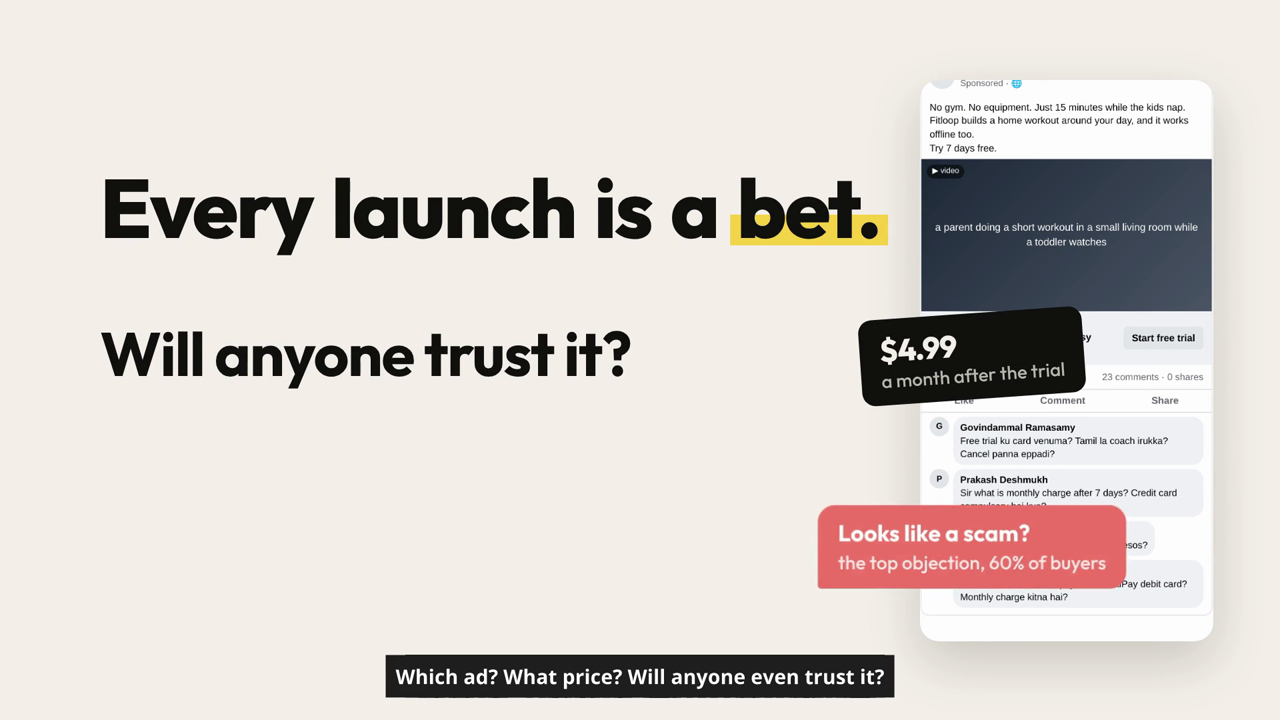 Every launch is a bet.
Will anyone trust it?
Sponsored ·
No gym. No equipment. Just 15 minutes while the kids nap.
Fitloop builds a home workout around your day, and it works
offline too.
Try 7 days free.
▶ video
a parent doing a short workout in a small living room while
a toddler watches
$4.99
a month after the trial
Start free trial
23 comments · 0 shares
Like
Comment
Share
G
Govindammal Ramasamy
Free trial ku card venuma? Tamil la coach irukka?
Cancel panna eppadi?
P
Prakash Deshmukh
Sir what is monthly charge after 7 days? Credit card
Looks like a scam?
the top objection, 60% of buyers
debit card?
Monthly charge kitna hai?
Which ad? What price? Will anyone even trust it?